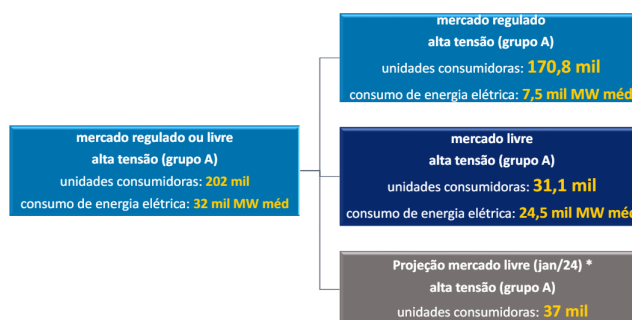 mercado regulado
alta tensão (grupo A)
unidades consumidoras: 170,8 mil
consumo de energia elétrica: 7,5 mil MW méd
mercado regulado ou livre
alta tensão (grupo A)
unidades consumidoras: 202 mil
consumo de energia elétrica: 32 mil MW méd
mercado livre
alta tensão (grupo A)
unidades consumidoras: 31,1 mil
consumo de energia elétrica: 24,5 mil MW méd
Projeção mercado livre (jan/24) *
alta tensão (grupo A)
unidades consumidoras: 37 mil